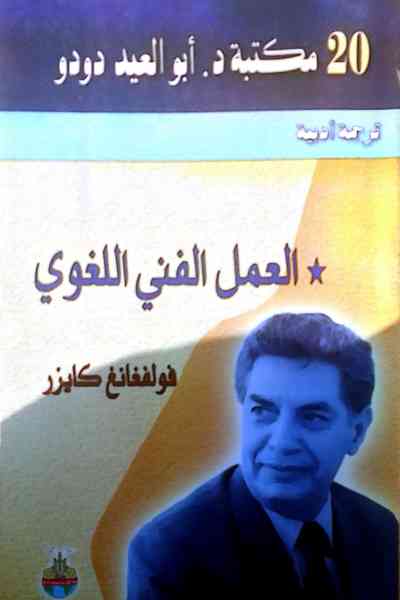 20 مكتبة د. أبو العيد دودو
ترجمة أدبية
* العمل الفني اللغوي
فولفغانغ كايزر